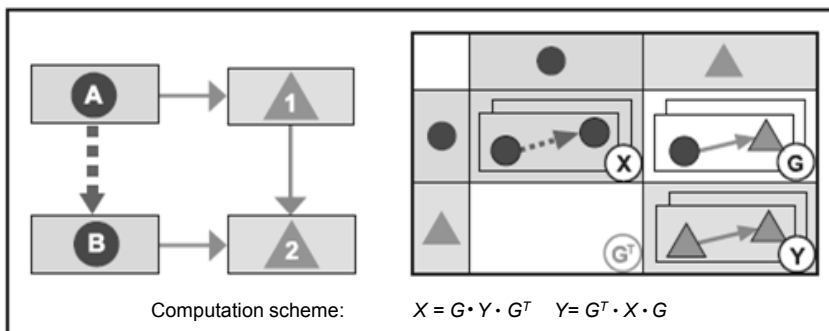 A
1
B
2
X
G
Gᵀ
Y
Computation scheme: X = G • Y • Gᵀ Y= Gᵀ • X • G